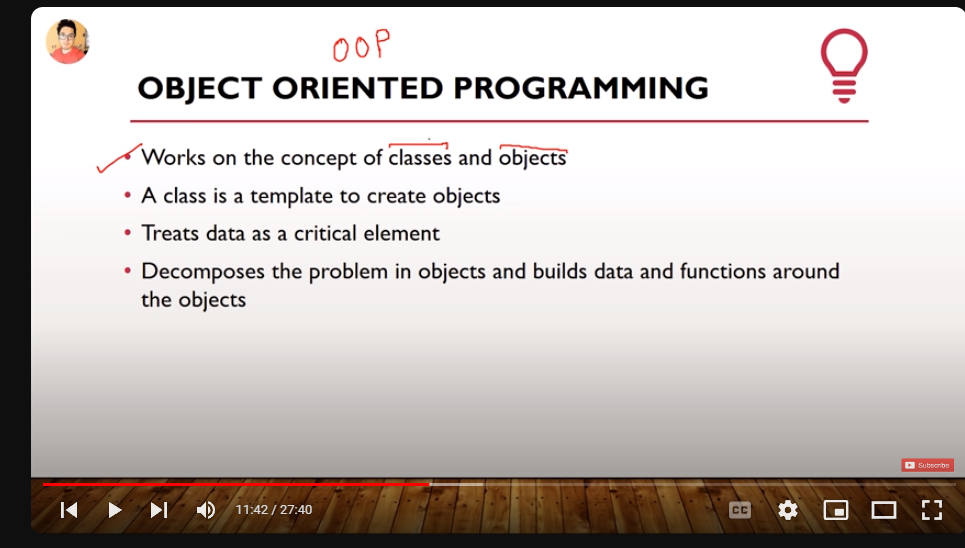 OOP
OBJECT ORIENTED PROGRAMMING
• Works on the concept of classes and objects
• A class is a template to create objects
• Treats data as a critical element
• Decomposes the problem in objects and builds data and functions around
the objects
Subscribe
11:42 / 27:40
CC